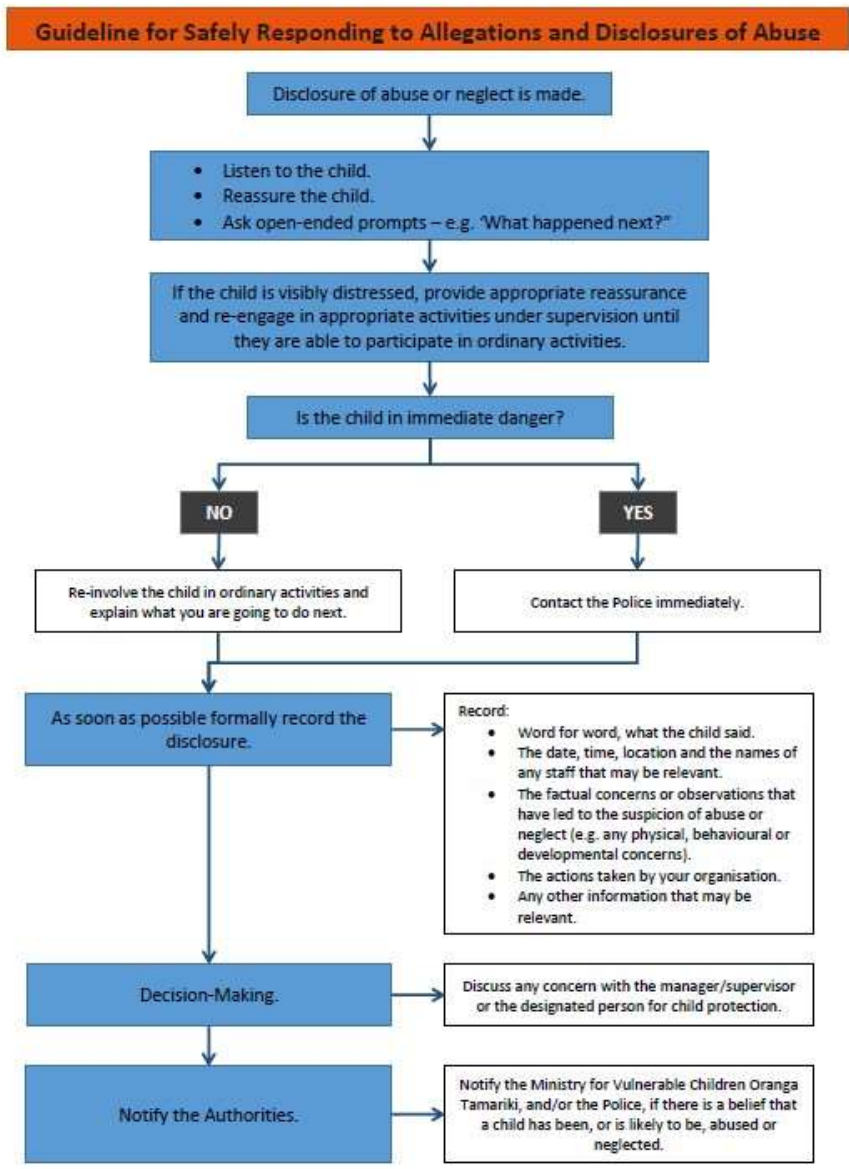 Guideline for Safely Responding to Allegations and Disclosures of Abuse
Disclosure of abuse or neglect is made.
• Listen to the child.
• Reassure the child.
• Ask open-ended prompts – e.g. ‘What happened next?”
If the child is visibly distressed, provide appropriate reassurance
and re-engage in appropriate activities under supervision until
they are able to participate in ordinary activities.
Is the child in immediate danger?
NO
YES
Re-involve the child in ordinary activities and
explain what you are going to do next.
Contact the Police immediately.
As soon as possible formally record the
disclosure.
Record:
• Word for word, what the child said.
• The date, time, location and the names of
any staff that may be relevant.
• The factual concerns or observations that
have led to the suspicion of abuse or
neglect (e.g. any physical, behavioural or
developmental concerns).
• The actions taken by your organisation.
• Any other information that may be
relevant.
Decision-Making.
Discuss any concern with the manager/supervisor
or the designated person for child protection.
Notify the Authorities.
Notify the Ministry for Vulnerable Children Oranga
Tamariki, and/or the Police, if there is a belief that
a child has been, or is likely to be, abused or
neglected.